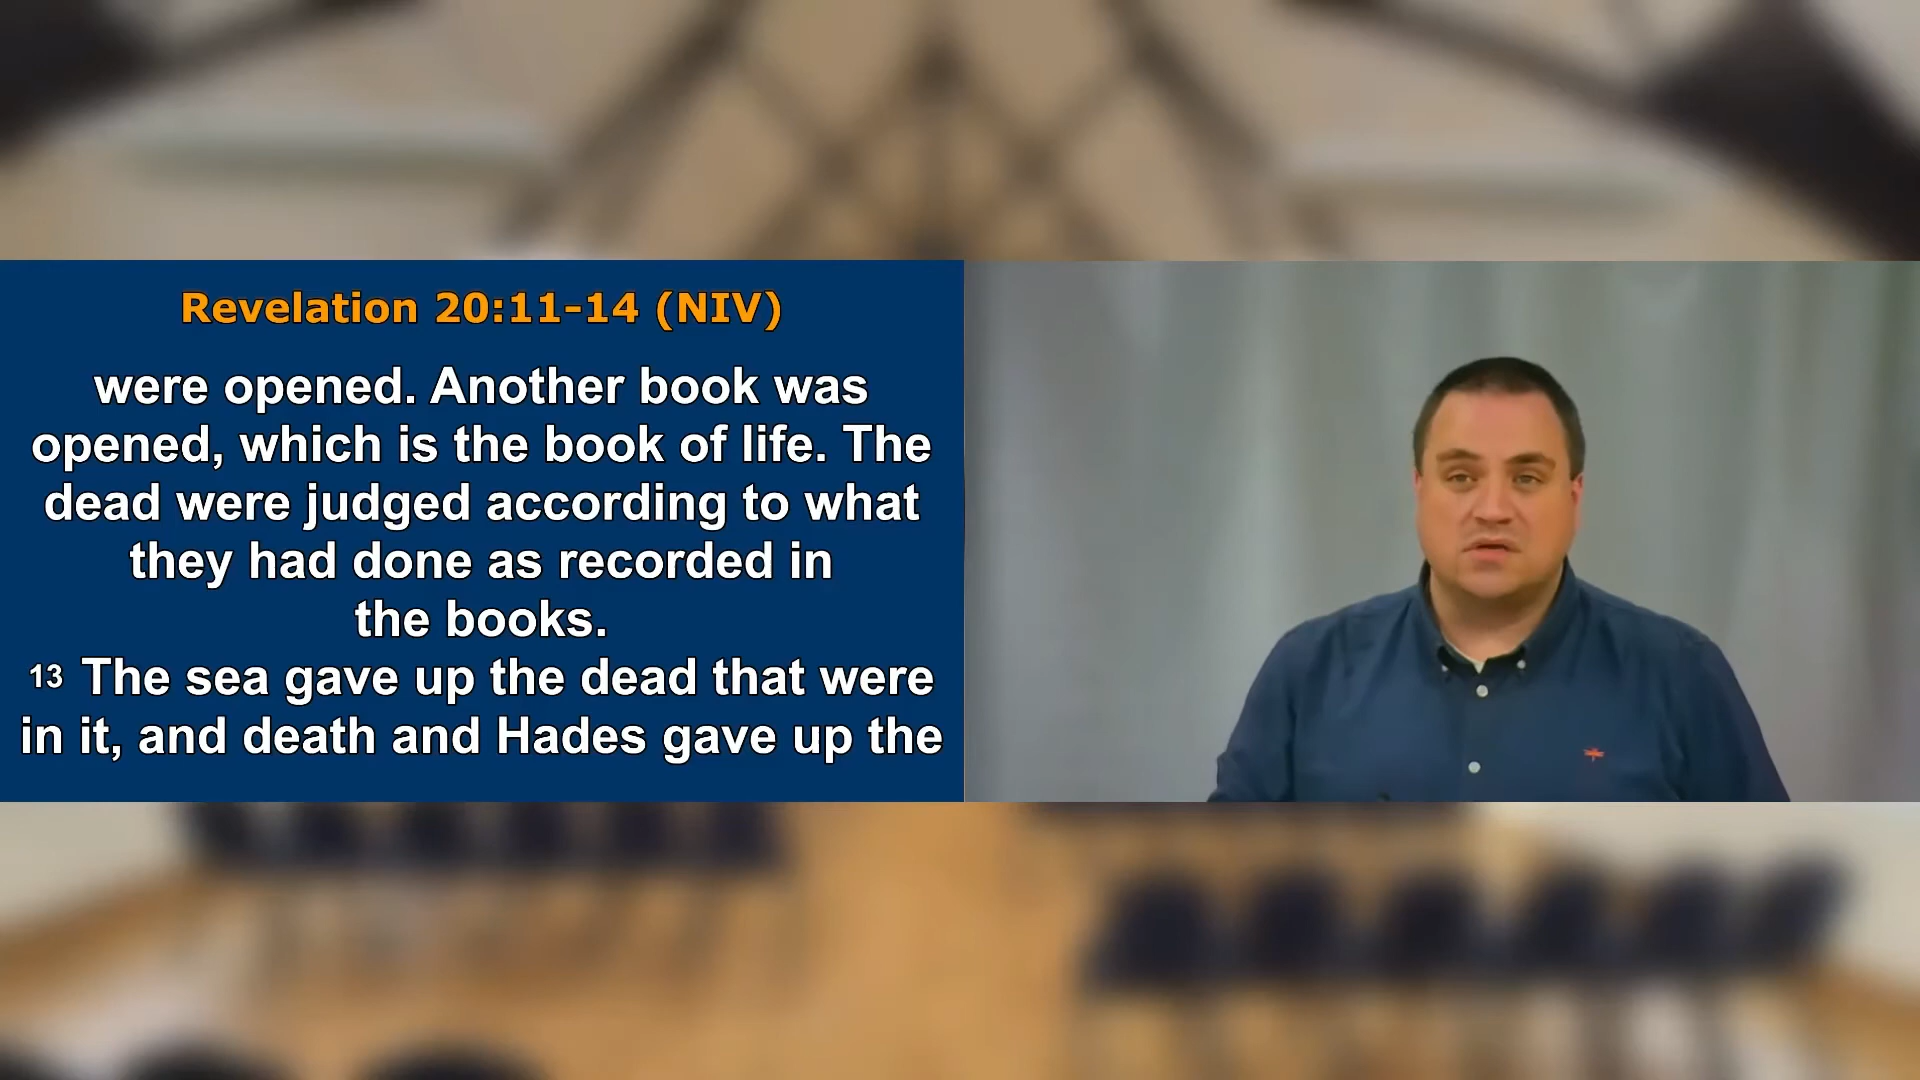 Revelation 20:11-14 (NIV)
were opened. Another book was
opened, which is the book of life. The
dead were judged according to what
they had done as recorded in
the books.
13 The sea gave up the dead that were
in it, and death and Hades gave up the